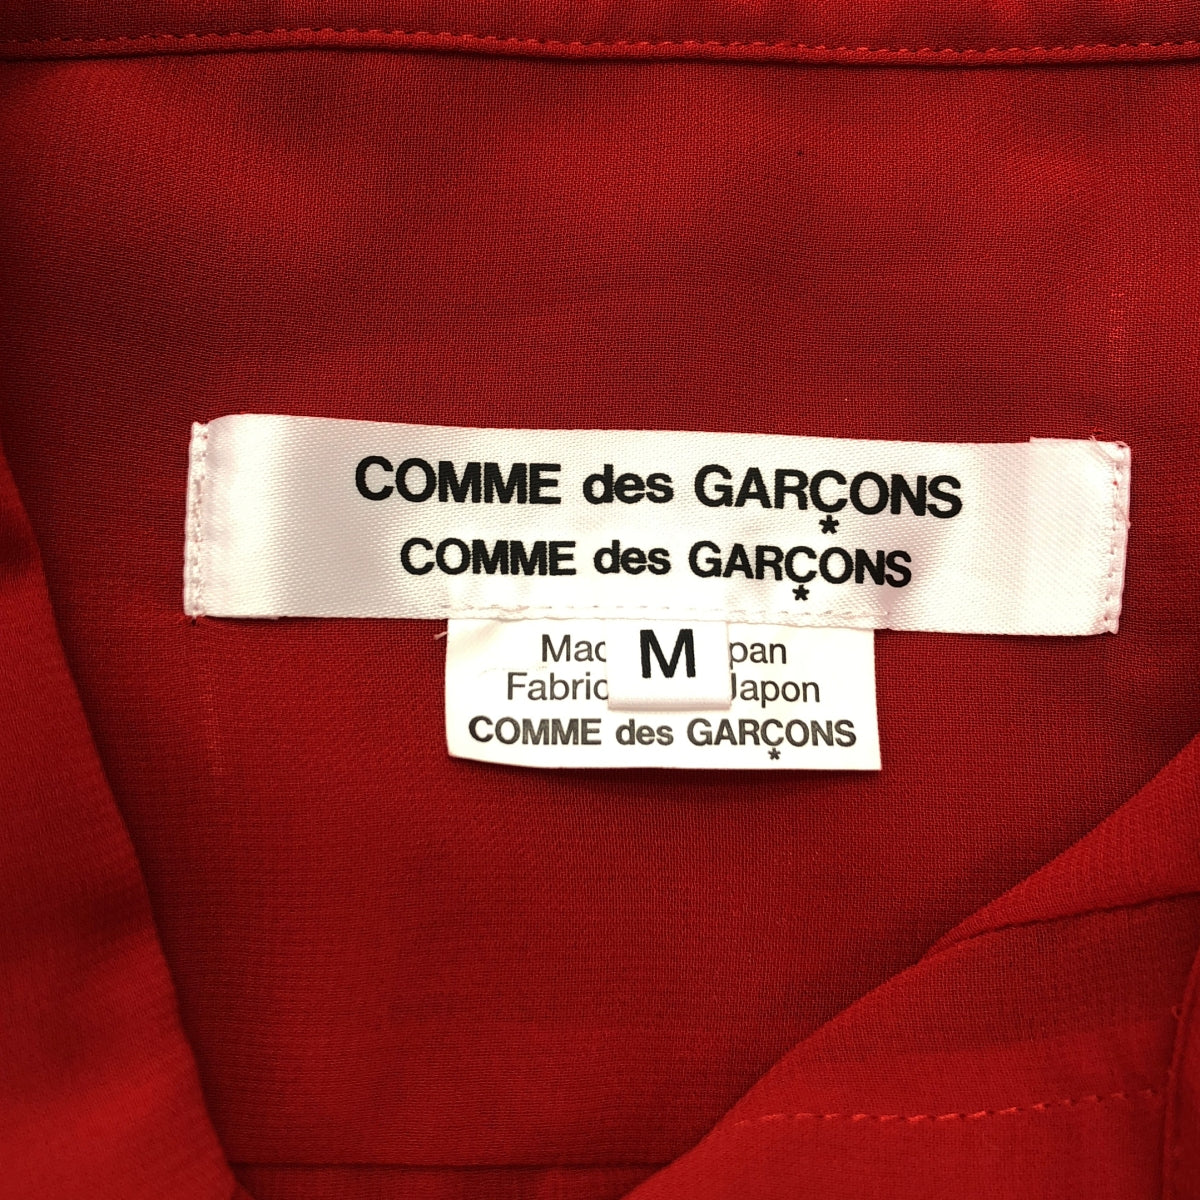 COMME des GARÇONS
*
COMME des GARÇONS
*
M
Mac pan
Fabric Japon
COMME des GARÇONS
*